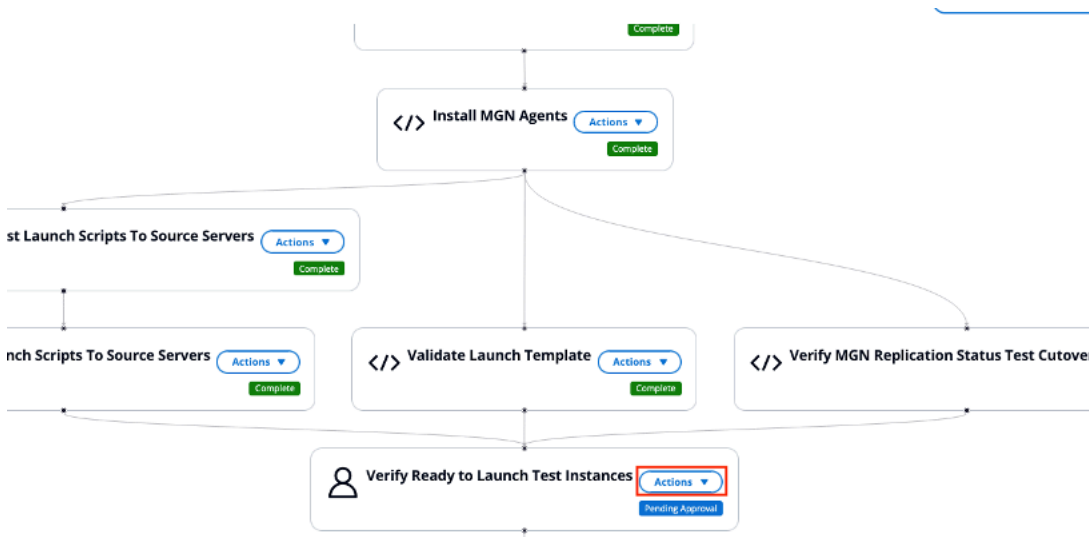 Complete
</> Install MGN Agents
Actions ▼
Complete
st Launch Scripts To Source Servers
Actions ▼
Complete
nch Scripts To Source Servers
Actions ▼
Complete
</> Validate Launch Template
Actions ▼
Complete
</> Verify MGN Replication Status Test Cutover
Verify Ready to Launch Test Instances
Actions ▼
Pending Approval